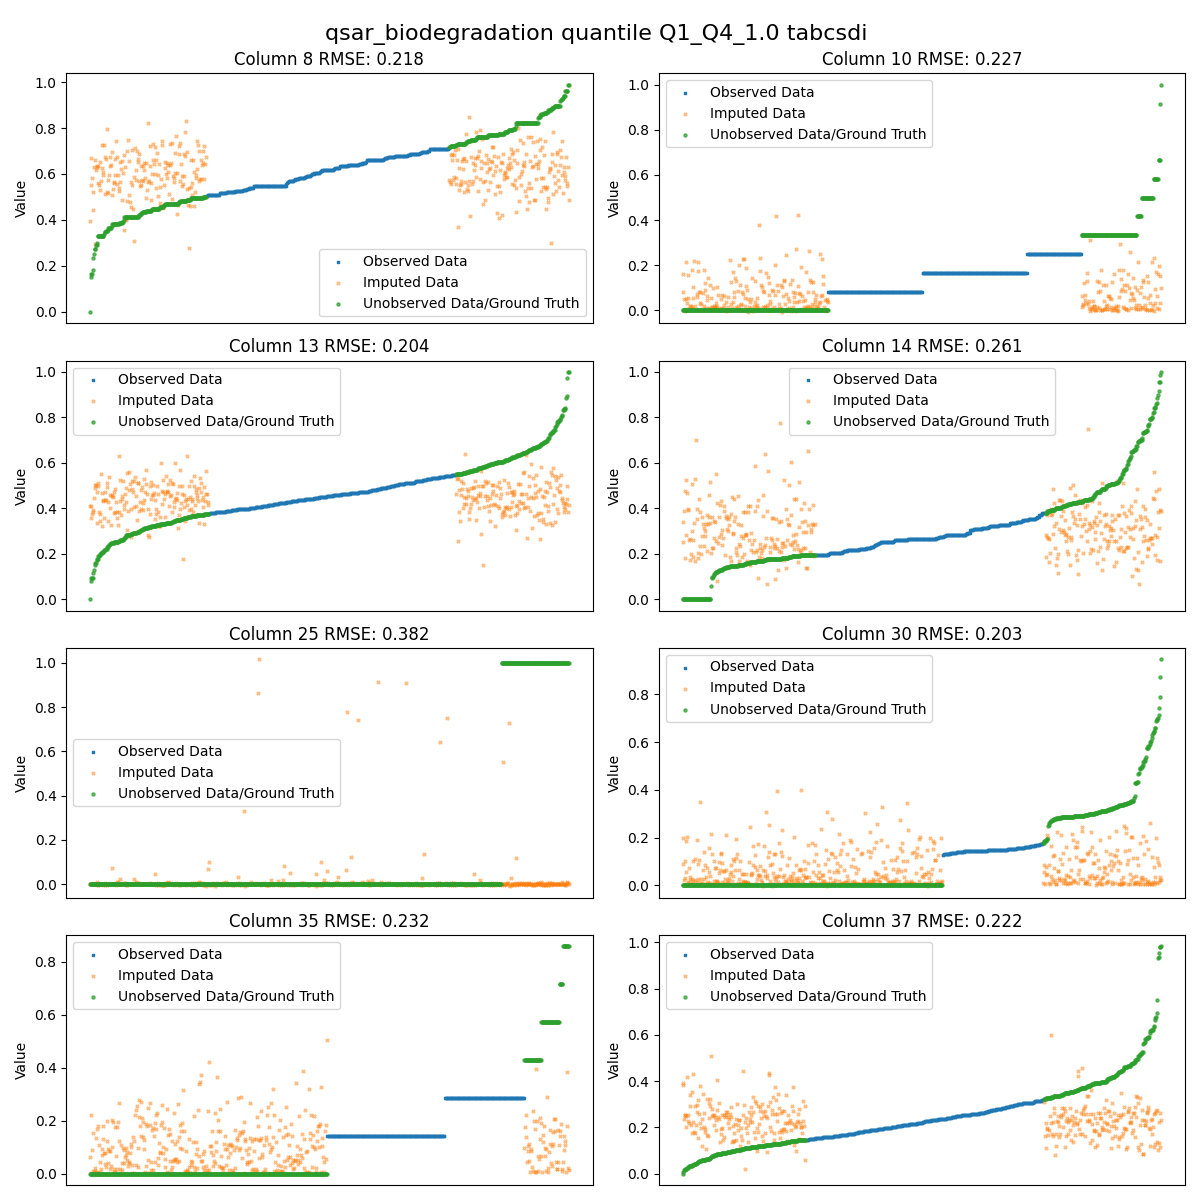 qsar_biodegradation quantile Q1_Q4_1.0 tabcsdi
Column 8 RMSE: 0.218
1.0
0.8
0.6
0.4
0.2
0.0
Value
Observed Data
Imputed Data
Unobserved Data/Ground Truth
Column 10 RMSE: 0.227
1.0
0.8
0.6
0.4
0.2
0.0
Value
Observed Data
Imputed Data
Unobserved Data/Ground Truth
Column 13 RMSE: 0.204
1.0
0.8
0.6
0.4
0.2
0.0
Value
Observed Data
Imputed Data
Unobserved Data/Ground Truth
Column 14 RMSE: 0.261
1.0
0.8
0.6
0.4
0.2
0.0
Value
Observed Data
Imputed Data
Unobserved Data/Ground Truth
Column 25 RMSE: 0.382
1.0
0.8
0.6
0.4
0.2
0.0
Value
Observed Data
Imputed Data
Unobserved Data/Ground Truth
Column 30 RMSE: 0.203
0.8
0.6
0.4
0.2
0.0
Value
Observed Data
Imputed Data
Unobserved Data/Ground Truth
Column 35 RMSE: 0.232
0.8
0.6
0.4
0.2
0.0
Value
Observed Data
Imputed Data
Unobserved Data/Ground Truth
Column 37 RMSE: 0.222
1.0
0.8
0.6
0.4
0.2
0.0
Value
Observed Data
Imputed Data
Unobserved Data/Ground Truth